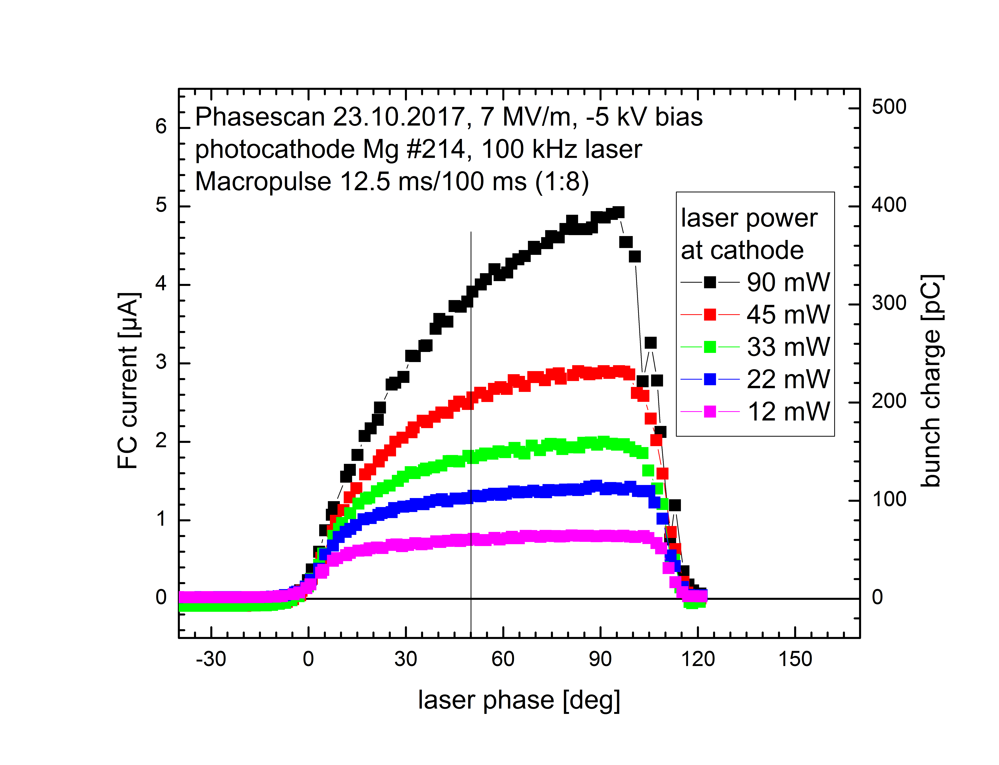 Phasescan 23.10.2017, 7 MV/m, -5 kV bias
photocathode Mg #214, 100 kHz laser
Macropulse 12.5 ms/100 ms (1:8)
laser power
at cathode
90 mW
45 mW
33 mW
22 mW
12 mW
FC current [µA]
6
5
4
3
2
1
0
bunch charge [pC]
500
400
300
200
100
0
-30 0 30 60 90 120 150
laser phase [deg]